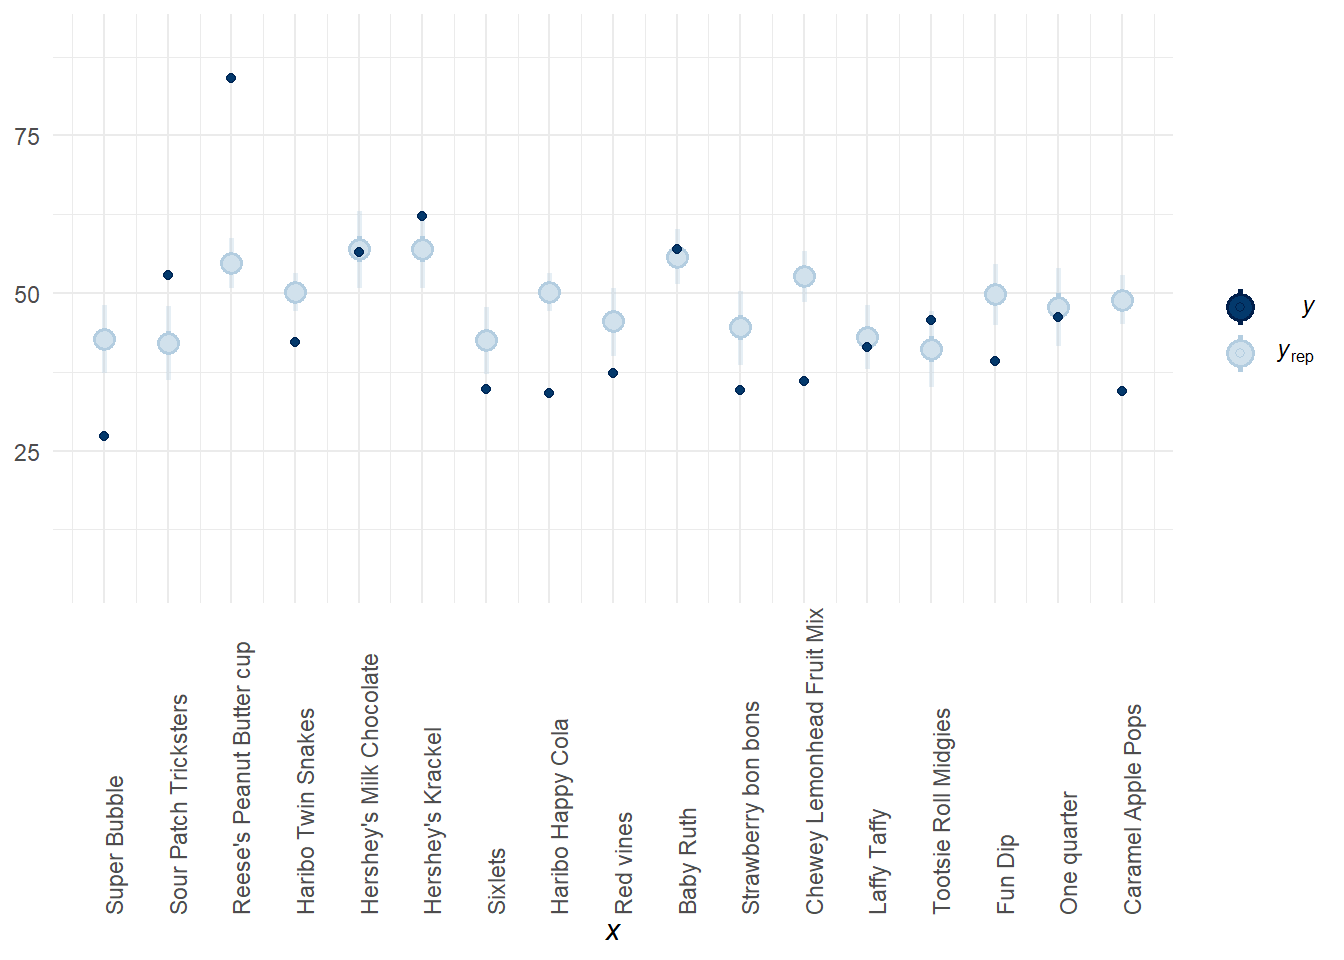 75
50
25
y
yrep
Super Bubble
Sour Patch Tricksters
Reese's Peanut Butter cup
Haribo Twin Snakes
Hershey's Milk Chocolate
Hershey's Krackel
Sixlets
Haribo Happy Cola
Red vines
Baby Ruth
Strawberry bon bons
Chewey Lemonhead Fruit Mix
Laffy Taffy
Tootsie Roll Midgies
Fun Dip
One quarter
Caramel Apple Pops
x